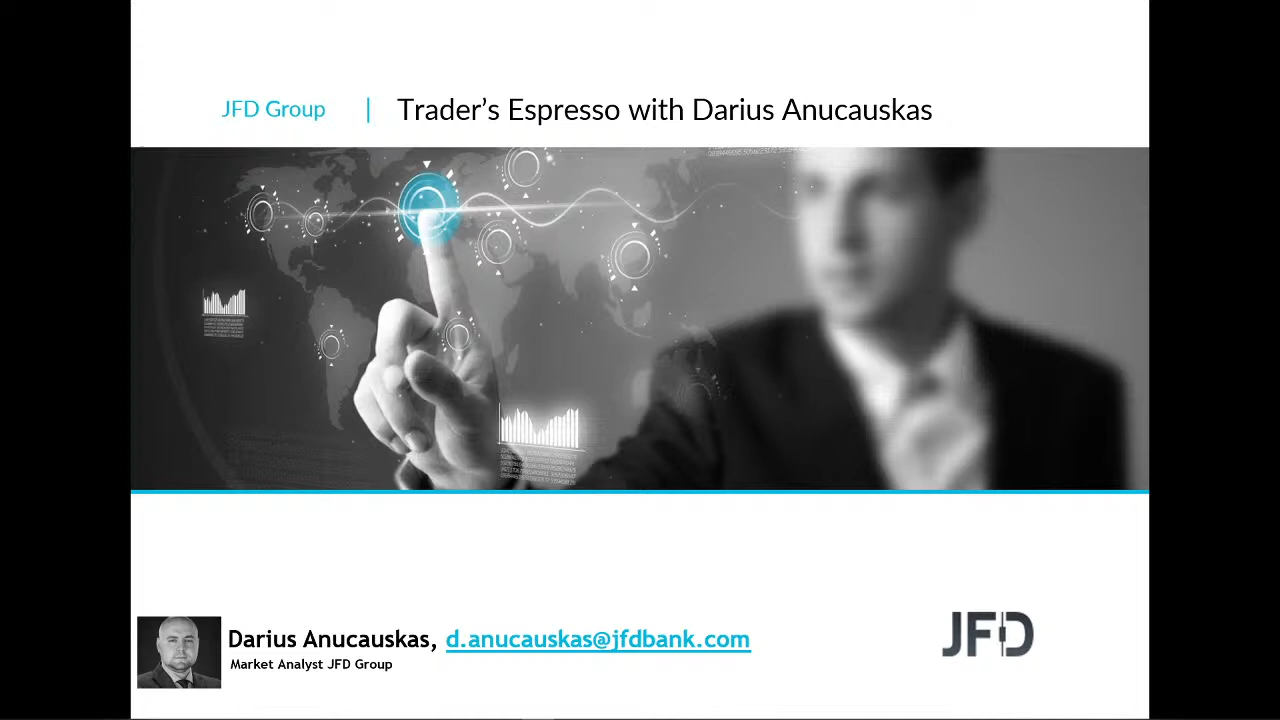 JFD Group | Trader’s Espresso with Darius Anucauskas
Darius Anucauskas, d.anucauskas@jfdbank.com
Market Analyst JFD Group
JFD